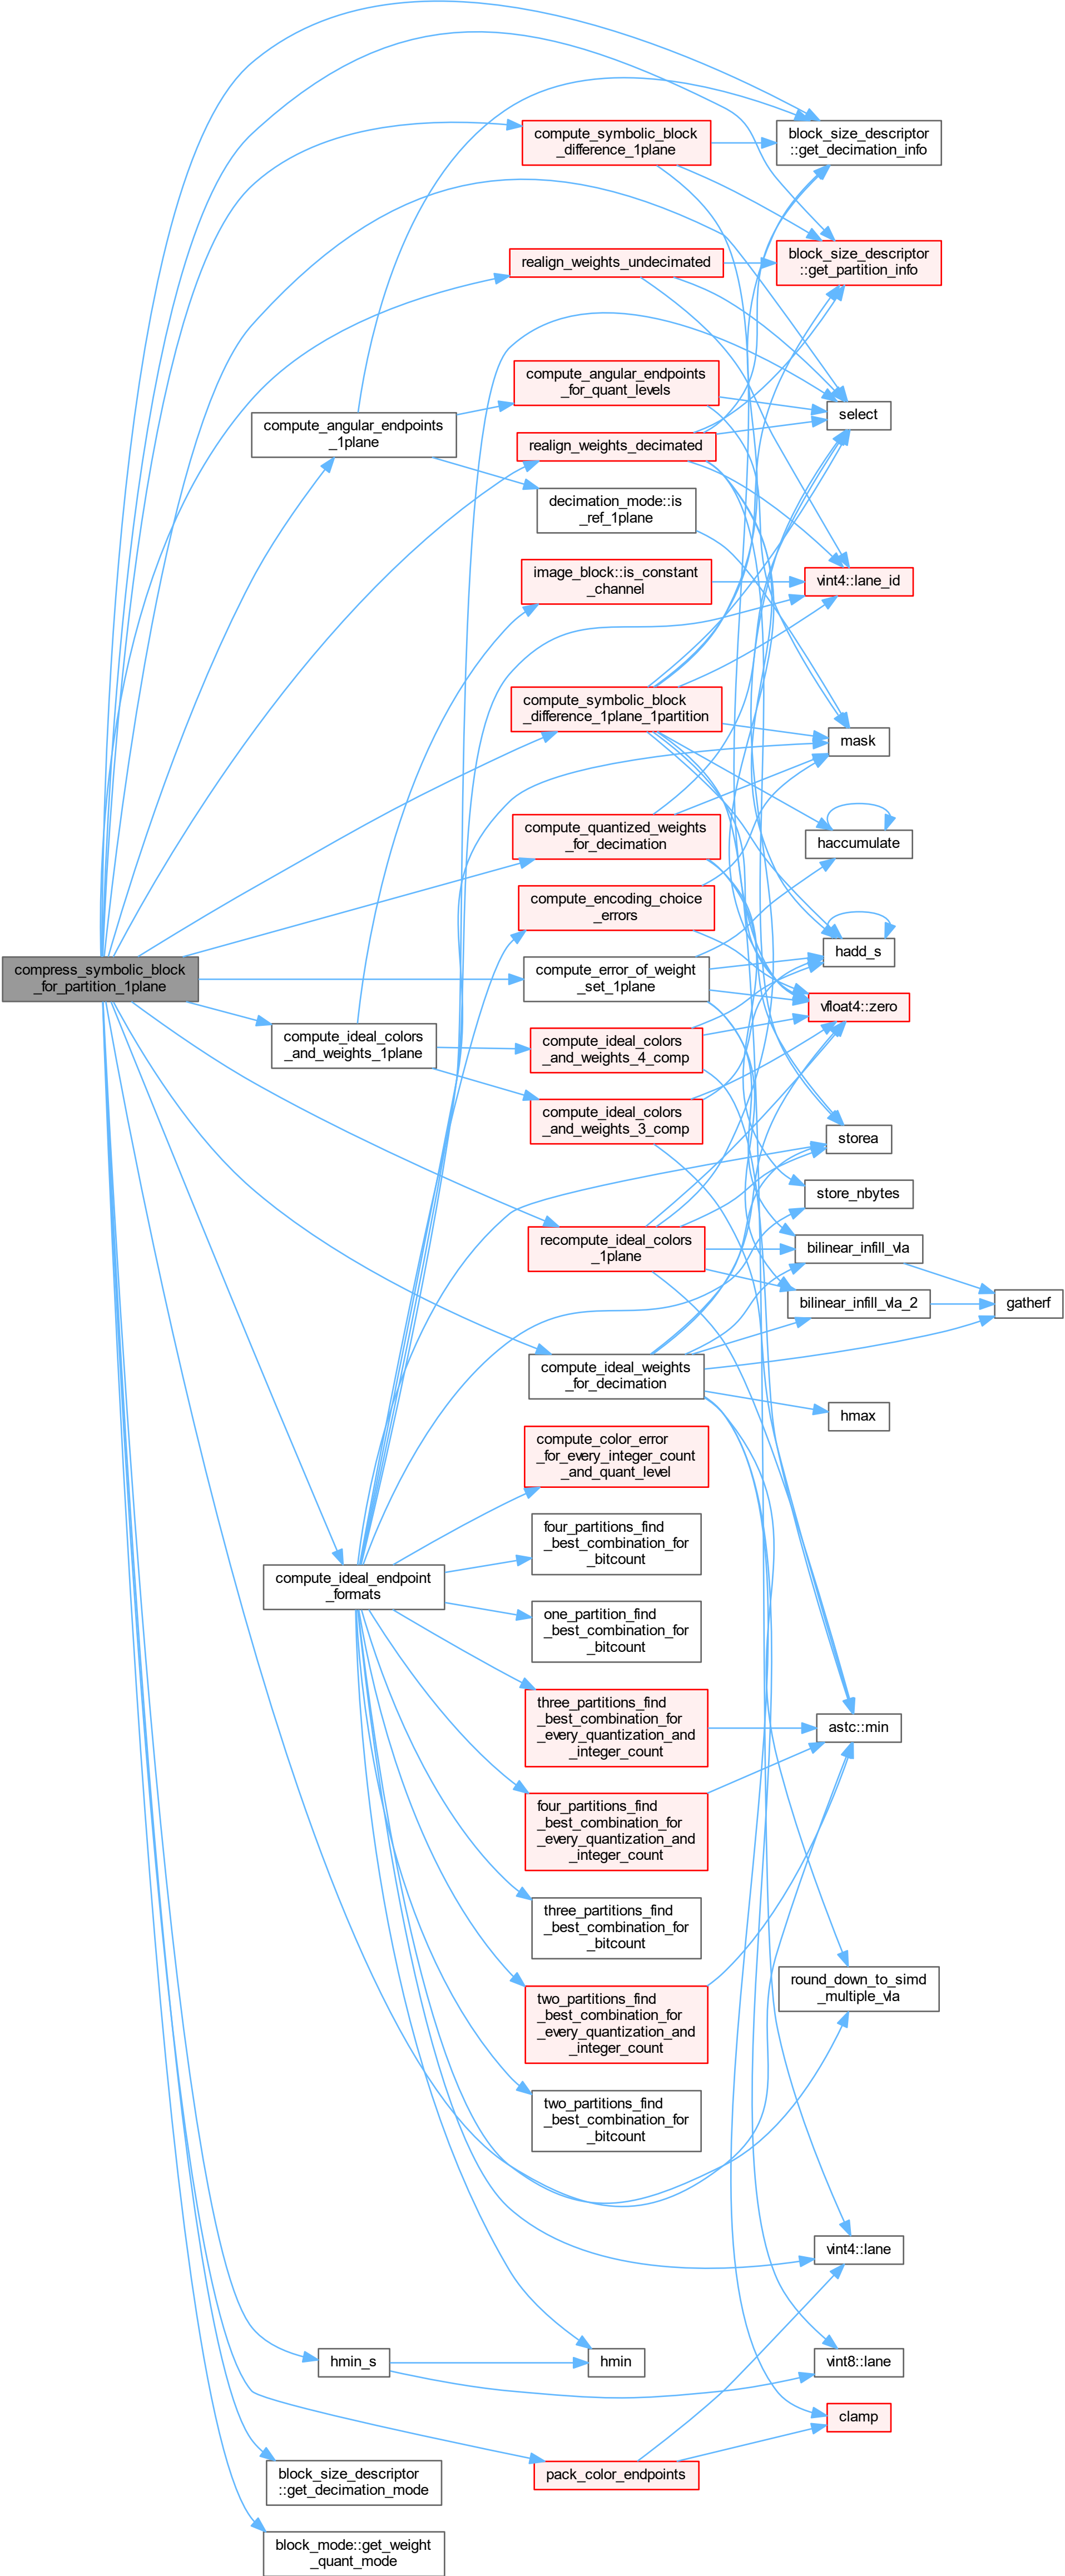 block_size_descriptor
::get_decimation_info
compute_symbolic_block
_difference_1plane
block_size_descriptor
::get_partition_info
realign_weights_undecimated
compute_angular_endpoints
_for_quant_levels
select
compute_angular_endpoints
_1plane
realign_weights_decimated
decimation_mode::is
_ref_1plane
image_block::is_constant
_channel
vint4::lane_id
compute_symbolic_block
_difference_1plane_1partition
mask
compute_quantized_weights
_for_decimation
haccumulate
compute_encoding_choice
_errors
hadd_s
compress_symbolic_block
_for_partition_1plane
compute_error_of_weight
_set_1plane
vfloat4::zero
compute_ideal_colors
_and_weights_1plane
compute_ideal_colors
_and_weights_4_comp
compute_ideal_colors
_and_weights_3_comp
storea
store_nbytes
recompute_ideal_colors
_1plane
bilinear_infill_vla
bilinear_infill_vla_2
gatherf
compute_ideal_weights
_for_decimation
hmax
compute_color_error
_for_every_integer_count
_and_quant_level
four_partitions_find
_best_combination_for
_bitcount
compute_ideal_endpoint
_formats
one_partition_find
_best_combination_for
_bitcount
three_partitions_find
_best_combination_for
_every_quantization_and
_integer_count
astc::min
four_partitions_find
_best_combination_for
_every_quantization_and
_integer_count
three_partitions_find
_best_combination_for
_bitcount
round_down_to_simd
_multiple_vla
two_partitions_find
_best_combination_for
_every_quantization_and
_integer_count
two_partitions_find
_best_combination_for
_bitcount
vint4::lane
hmin_s
hmin
vint8::lane
clamp
block_size_descriptor
::get_decimation_mode
pack_color_endpoints
block_mode::get_weight
_quant_mode